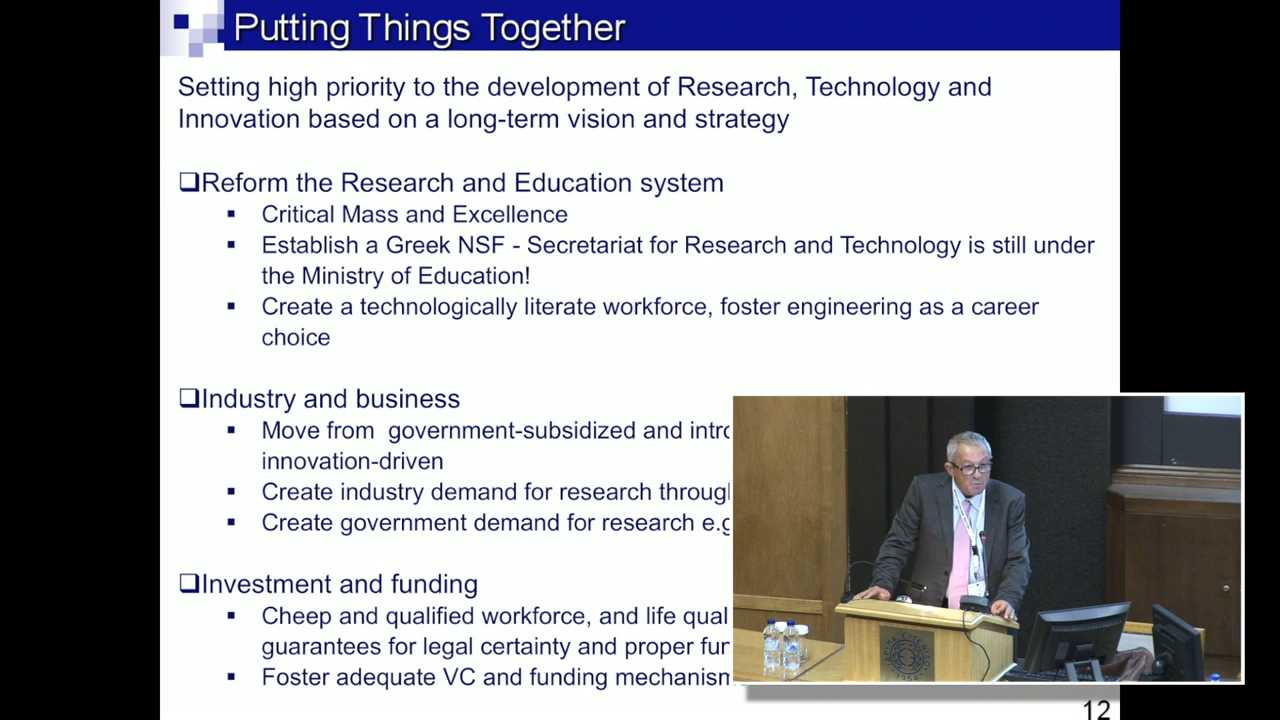 Putting Things Together
Setting high priority to the development of Research, Technology and
Innovation based on a long-term vision and strategy
❑Reform the Research and Education system
▪ Critical Mass and Excellence
▪ Establish a Greek NSF - Secretariat for Research and Technology is still under
the Ministry of Education!
▪ Create a technologically literate workforce, foster engineering as a career
choice
❑Industry and business
▪ Move from government-subsidized and
innovation-driven
▪ Create industry demand for research
▪ Create government demand for research
❑Investment and funding
▪ Cheep and qualified workforce, and life
guarantees for legal certainty and proper
▪ Foster adequate VC and funding
12